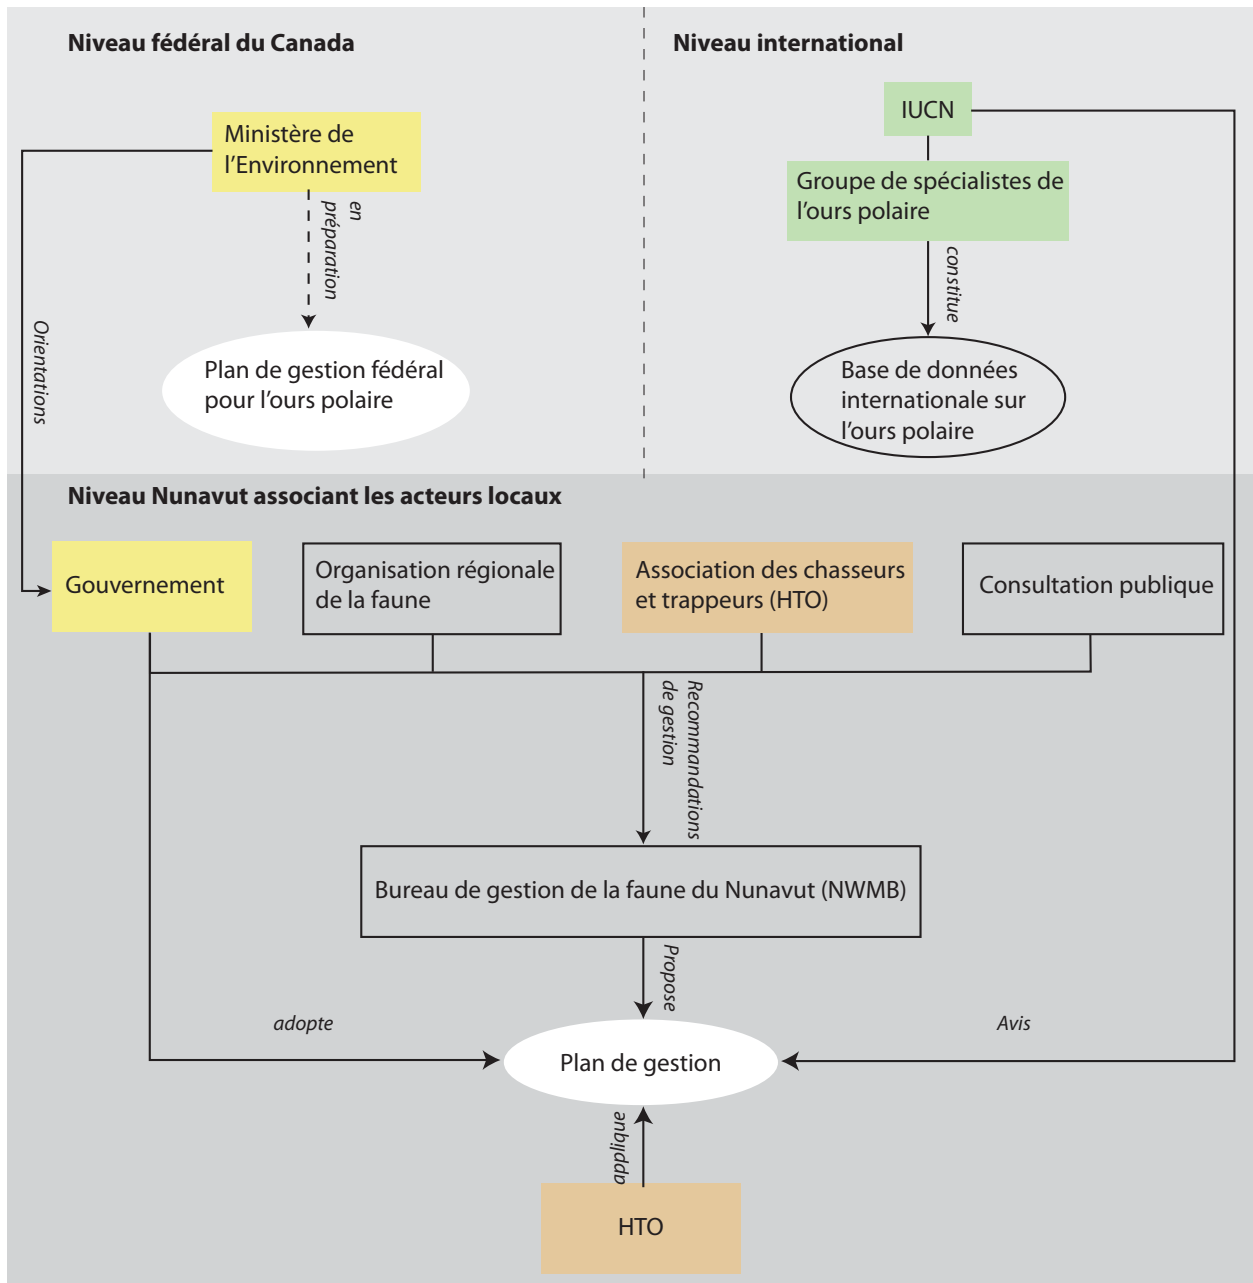 Niveau fédéral du Canada
Niveau international
Ministère de
l'Environnement
IUCN
Groupe de spécialistes de
l'ours polaire
en
préparation
constitue
Orientations
Plan de gestion fédéral
pour l'ours polaire
Base de données
internationale sur
l'ours polaire
Niveau Nunavut associant les acteurs locaux
Gouvernement
Organisation régionale
de la faune
Association des chasseurs
et trappeurs (HTO)
Consultation publique
Recommandations
de gestion
Bureau de gestion de la faune du Nunavut (NWMB)
Propose
adopte
Avis
Plan de gestion
applique
HTO